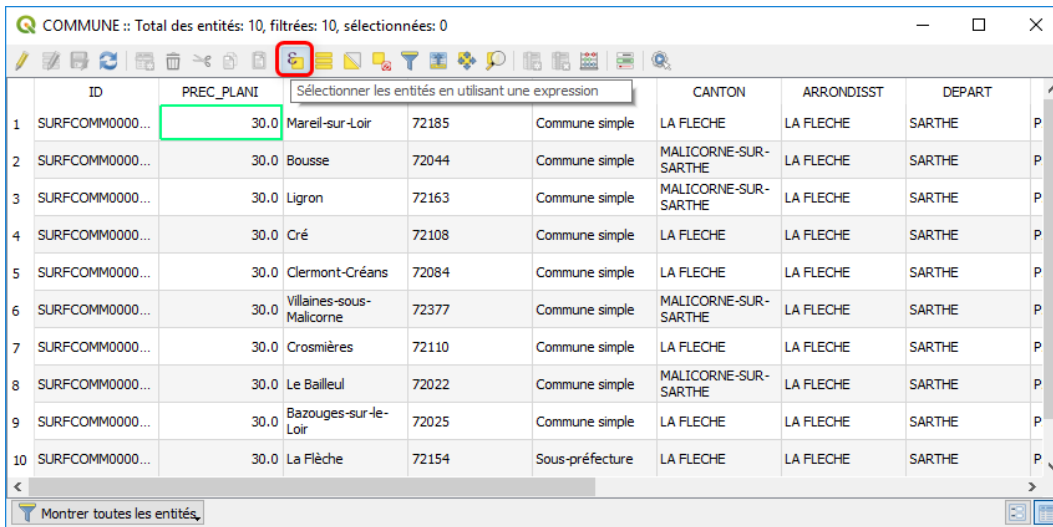 COMMUNE :: Total des entités: 10, filtrées: 10, sélectionnées: 0
ε
ID PREC_PLANI Sélectionner les entités en utilisant une expression CANTON ARRONDISST DEPART
1 SURFCOMM0000... 30.0 Mareil-sur-Loir 72185 Commune simple LA FLECHE LA FLECHE SARTHE P
2 SURFCOMM0000... 30.0 Bousse 72044 Commune simple MALICORNE-SUR-SARTHE LA FLECHE SARTHE P
3 SURFCOMM0000... 30.0 Ligron 72163 Commune simple MALICORNE-SUR-SARTHE LA FLECHE SARTHE P
4 SURFCOMM0000... 30.0 Cré 72108 Commune simple LA FLECHE LA FLECHE SARTHE P
5 SURFCOMM0000... 30.0 Clermont-Créans 72084 Commune simple LA FLECHE LA FLECHE SARTHE P
6 SURFCOMM0000... 30.0 Villaines-sous-Malicorne 72377 Commune simple MALICORNE-SUR-SARTHE LA FLECHE SARTHE P
7 SURFCOMM0000... 30.0 Crosmières 72110 Commune simple LA FLECHE LA FLECHE SARTHE P
8 SURFCOMM0000... 30.0 Le Bailleul 72022 Commune simple MALICORNE-SUR-SARTHE LA FLECHE SARTHE P
9 SURFCOMM0000... 30.0 Bazouges-sur-le-Loir 72025 Commune simple LA FLECHE LA FLECHE SARTHE P
10 SURFCOMM0000... 30.0 La Flèche 72154 Sous-préfecture LA FLECHE LA FLECHE SARTHE P
Montrer toutes les entités